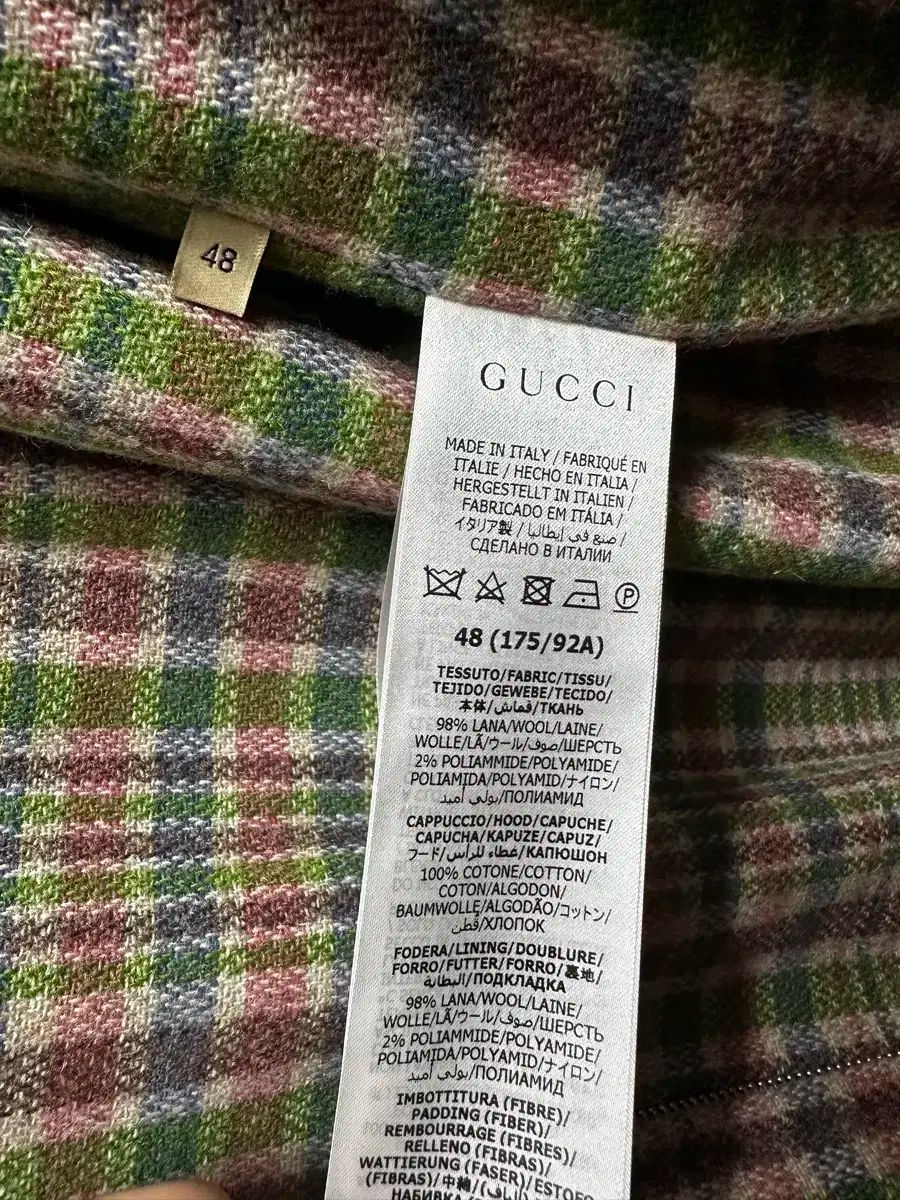 48
GUCCI
MADE IN ITALY / FABRIQUÉ EN
ITALIE / HECHO EN ITALIA /
HERGESTELLT IN ITALIEN /
FABRICADO EM ITÁLIA /
イタリア製 / صنع في إيطاليا /
СДЕЛАНО В ИТАЛИИ
P
48 (175/92A)
TESSUTO/FABRIC/TISSU/
TEJIDO/GEWEBE/TECIDO/
本体/قماش/ТКАНЬ
98% LANA/WOOL/LAINE/
WOLLE/LÃ/ウール/صوف/ШЕРСТЬ
2% POLIAMMIDE/POLYAMIDE/
POLIAMIDA/POLYAMID/ナイロン/
بولي أميد/ПОЛИАМИД
CAPPUCCIO/HOOD/CAPUCHE/
CAPUCHA/KAPUZE/CAPUZ/
フード/غطاء للرأس/КАПЮШОН
100% COTONE/COTTON/
COTON/ALGODON/
BAUMWOLLE/ALGODÃO/コットン/
قطن/ХЛОПОК
FODERA/LINING/DOUBLURE/
FORRO/FUTTER/FORRO/裏地/
البطانة/ПОДКЛАДКА
98% LANA/WOOL/LAINE/
WOLLE/LÃ/ウール/صوف/ШЕРСТЬ
2% POLIAMMIDE/POLYAMIDE/
POLIAMIDA/POLYAMID/ナイロン/
بولي أميد/ПОЛИАМИД
IMBOTTITURA (FIBRE)/
PADDING (FIBER)/
REMBOURRAGE (FIBRES)/
RELLENO (FIBRAS)/
WATTIERUNG (FASER)/ESTOFO
(FIBRAS)/中綿/